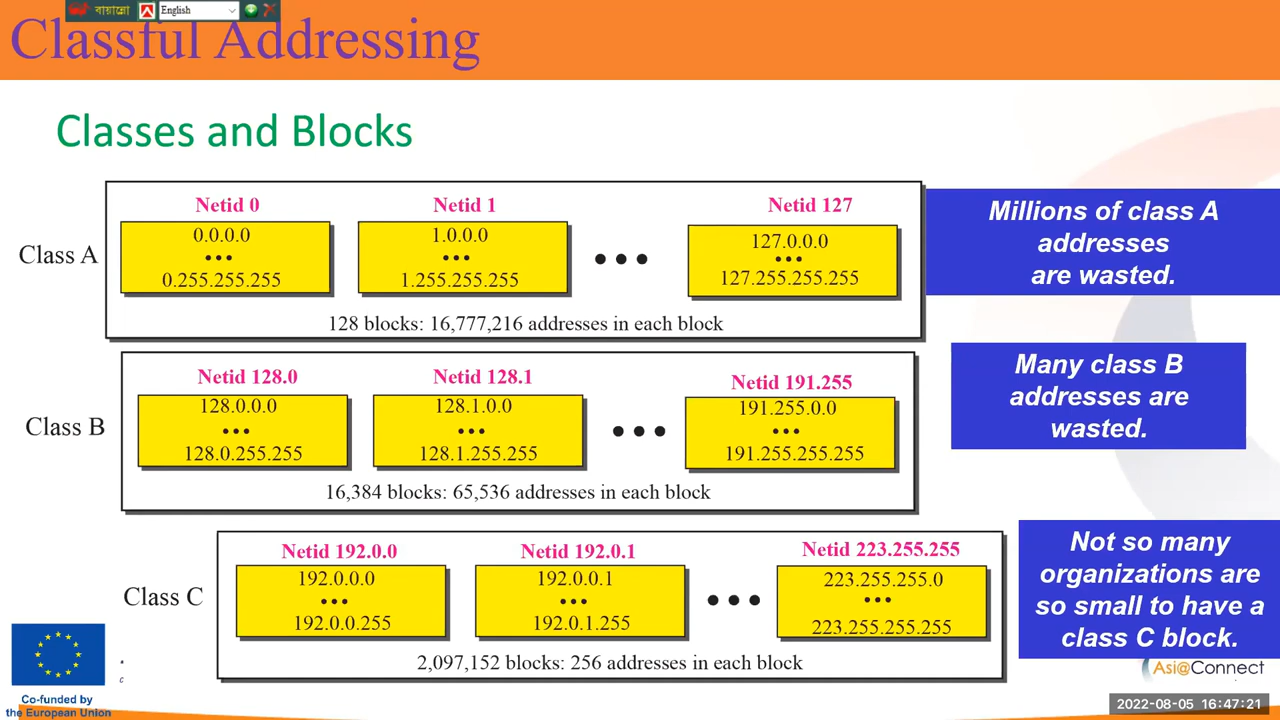 বায়ান্নো
English
Classful Addressing
Classes and Blocks
Netid 0
Netid 1
Netid 127
Class A
0.0.0.0
•••
0.255.255.255
1.0.0.0
•••
1.255.255.255
•••
127.0.0.0
•••
127.255.255.255
128 blocks: 16,777,216 addresses in each block
Millions of class A
addresses
are wasted.
Netid 128.0
Netid 128.1
Netid 191.255
Class B
128.0.0.0
•••
128.0.255.255
128.1.0.0
•••
128.1.255.255
•••
191.255.0.0
•••
191.255.255.255
16,384 blocks: 65,536 addresses in each block
Many class B
addresses are
wasted.
Netid 192.0.0
Netid 192.0.1
Netid 223.255.255
Class C
192.0.0.0
•••
192.0.0.255
192.0.0.1
•••
192.0.1.255
•••
223.255.255.0
•••
223.255.255.255
2,097,152 blocks: 256 addresses in each block
Not so many
organizations are
so small to have a
class C block.
Co-funded by
the European Union
Asi@Connect
2022-08-05 16:47:21